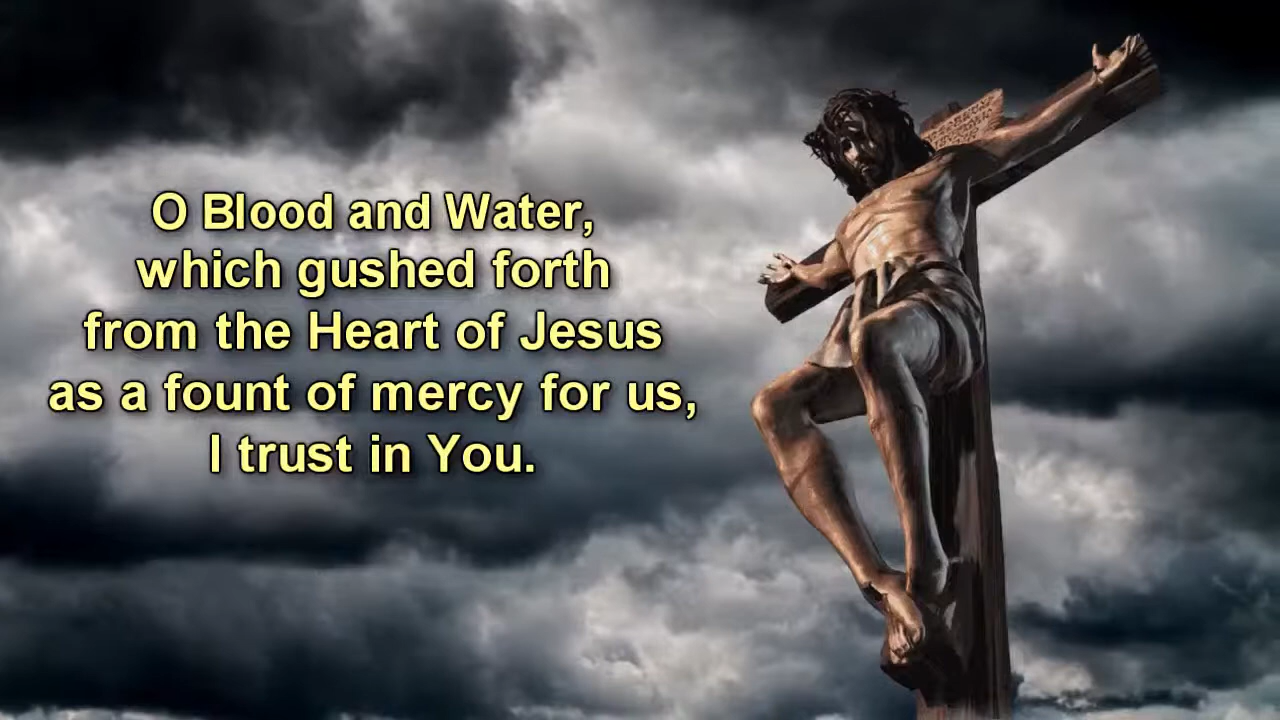 O Blood and Water,
which gushed forth
from the Heart of Jesus
as a fount of mercy for us,
I trust in You.